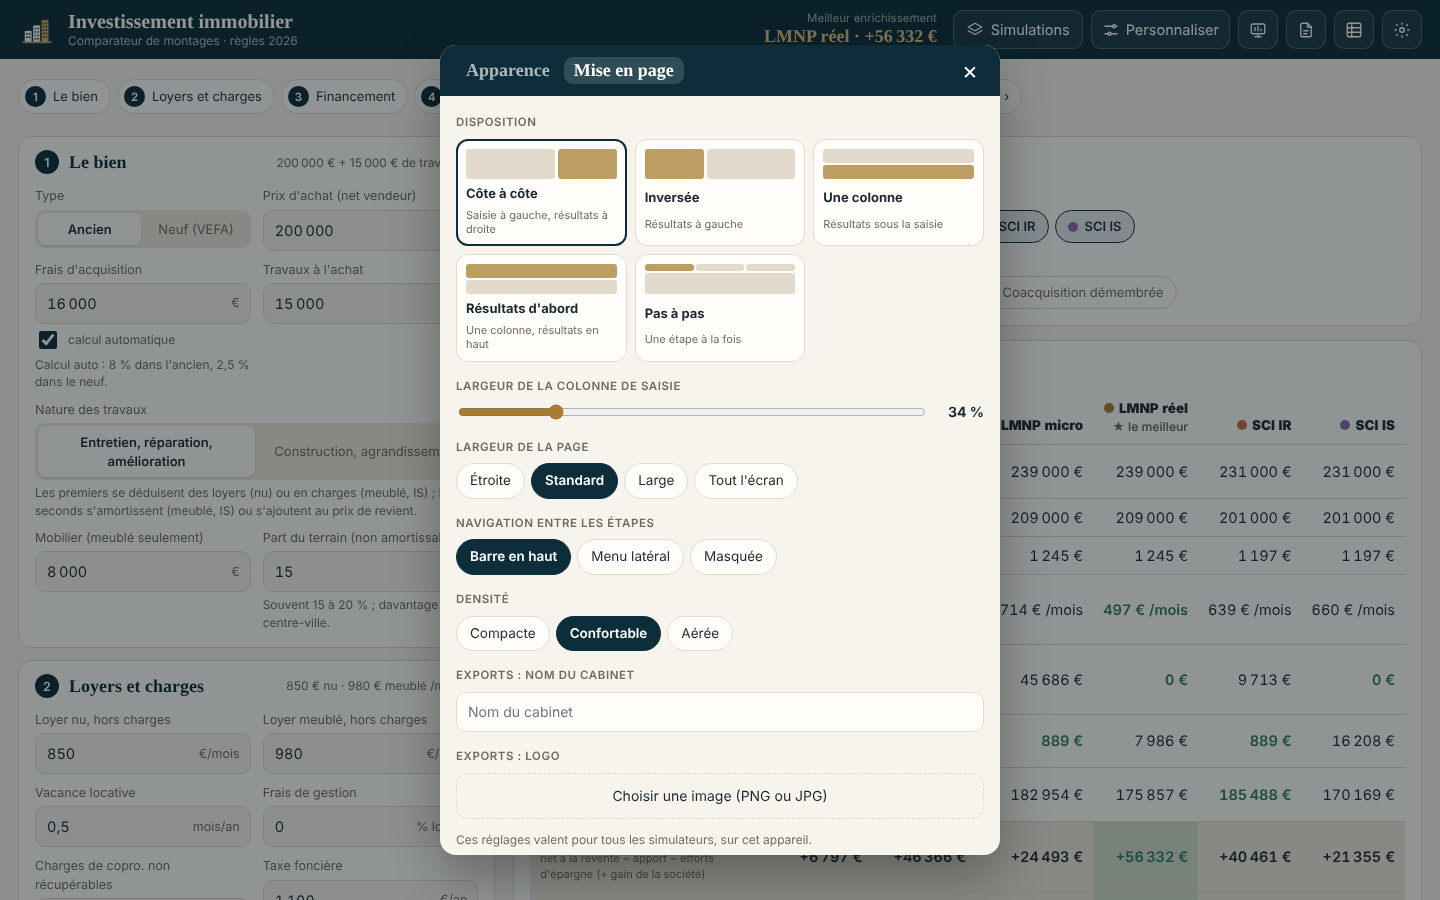 Investissement immobilier
Comparateur de montages · règles 2026
Meilleur enrichissement
LMNP réel · +56 332 €
Simulations
Personnaliser
1 Le bien
2 Loyers et charges
3 Financement
4
›
Apparence
Mise en page
×
DISPOSITION
Côte à côte
Saisie à gauche, résultats à
droite
Inversée
Résultats à gauche
Une colonne
Résultats sous la saisie
Résultats d'abord
Une colonne, résultats en
haut
Pas à pas
Une étape à la fois
LARGEUR DE LA COLONNE DE SAISIE
34 %
LARGEUR DE LA PAGE
Étroite
Standard
Large
Tout l'écran
NAVIGATION ENTRE LES ÉTAPES
Barre en haut
Menu latéral
Masquée
DENSITÉ
Compacte
Confortable
Aérée
EXPORTS : NOM DU CABINET
Nom du cabinet
EXPORTS : LOGO
Choisir une image (PNG ou JPG)
Ces réglages valent pour tous les simulateurs, sur cet appareil.
1 Le bien
200 000 € + 15 000 € de
Type
Prix d'achat (net vendeur)
Ancien
Neuf (VEFA)
200 000
Frais d'acquisition
Travaux à l'achat
16 000 €
15 000
calcul automatique
Calcul auto : 8 % dans l'ancien, 2,5 %
dans le neuf.
Nature des travaux
Entretien, réparation,
amélioration
Construction,
Les premiers se déduisent des loyers (nu) ou en charges (meublé, IS) ;
seconds s'amortissent (meublé, IS) ou s'ajoutent au prix de revient.
Mobilier (meublé seulement)
Part du terrain (non
8 000 €
15
Souvent 15 à 20 % ; davantage
centre-ville.
2 Loyers et charges
850 € nu · 980 € meublé
Loyer nu, hors charges
Loyer meublé, hors charges
850 €/mois
980
Vacance locative
Frais de gestion
0,5 mois/an
0 %
Charges de copro. non
récupérables
Taxe foncière
SCI IR
SCI IS
Coacquisition démembrée
LMNP micro
LMNP réel
★ le meilleur
SCI IR
SCI IS
239 000 € 239 000 € 231 000 € 231 000 €
209 000 € 209 000 € 201 000 € 201 000 €
1 245 € 1 245 € 1 197 € 1 197 €
714 € /mois 497 € /mois 639 € /mois 660 € /mois
45 686 € 0 € 9 713 € 0 €
889 € 7 986 € 889 € 16 208 €
182 954 € 175 857 € 185 488 € 170 169 €
net à la revente − apport − efforts
d'épargne (+ gain de la société)
+6 797 € +46 366 € +24 493 € +56 332 € +40 461 € +21 355 €